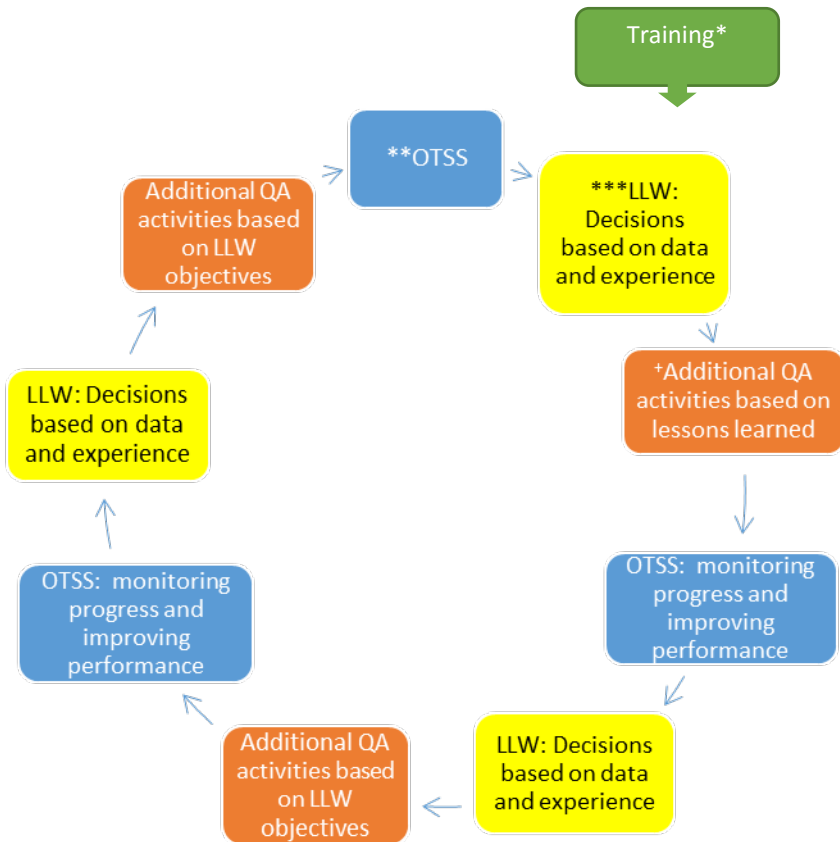 Training*
**OTSS
***LLW:
Decisions
based on data
and experience
+Additional QA
activities based on
lessons learned
OTSS:  monitoring
progress and
improving
performance
LLW: Decisions
based on data
and experience
Additional QA
activities based
on LLW
objectives
OTSS:  monitoring
progress and
improving
performance
LLW: Decisions
based on data
and experience
Additional QA
activities based
on LLW
objectives